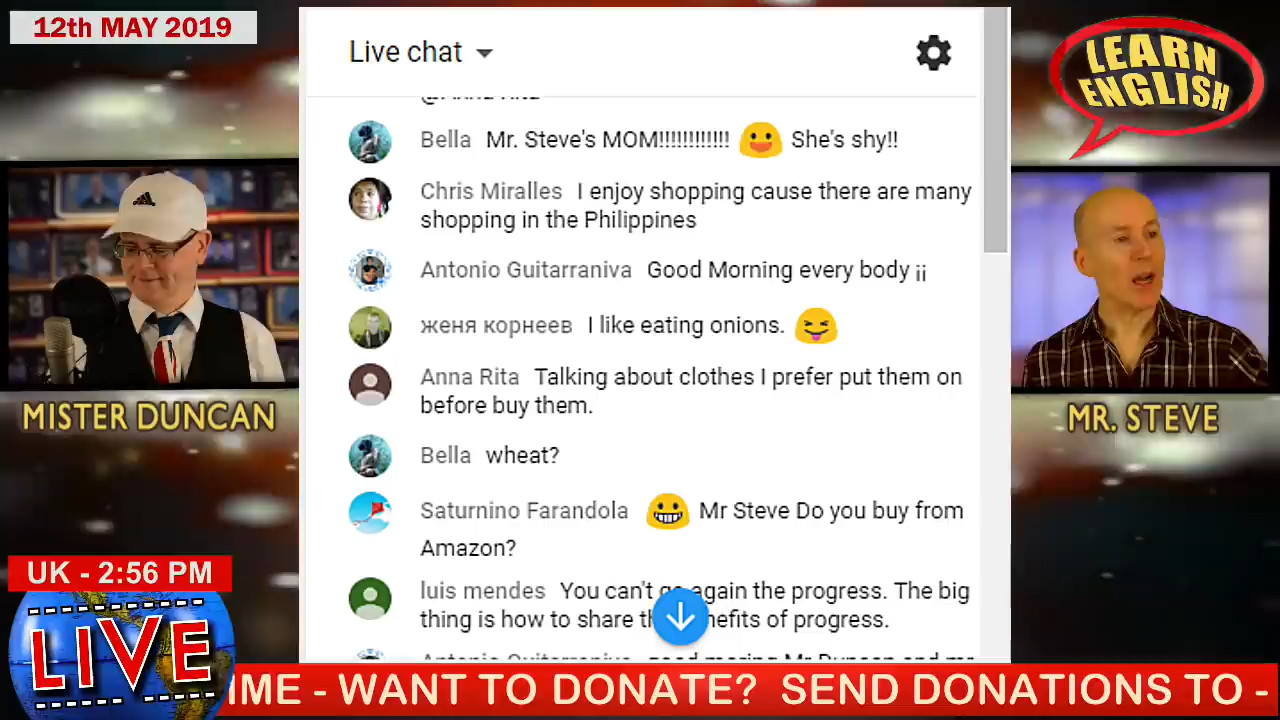 12th MAY 2019
Live chat
LEARN
ENGLISH
Bella Mr. Steve's MOM!!!!!!!!!!!!! 😃 She's shy!!
Chris Miralles I enjoy shopping cause there are many
shopping in the Philippines
Antonio Guitarraniva Good Morning every body ¡¡
женя корнеев I like eating onions. 😝
Anna Rita Talking about clothes I prefer put them on
before buy them.
Bella wheat?
Saturnino Farandola 😀 Mr Steve Do you buy from
Amazon?
luis mendes You can't again the progress. The big
thing is how to share of progress.
MISTER DUNCAN
MR. STEVE
UK - 2:56 PM
LIVE
IME - WANT TO DONATE? SEND DONATIONS TO -